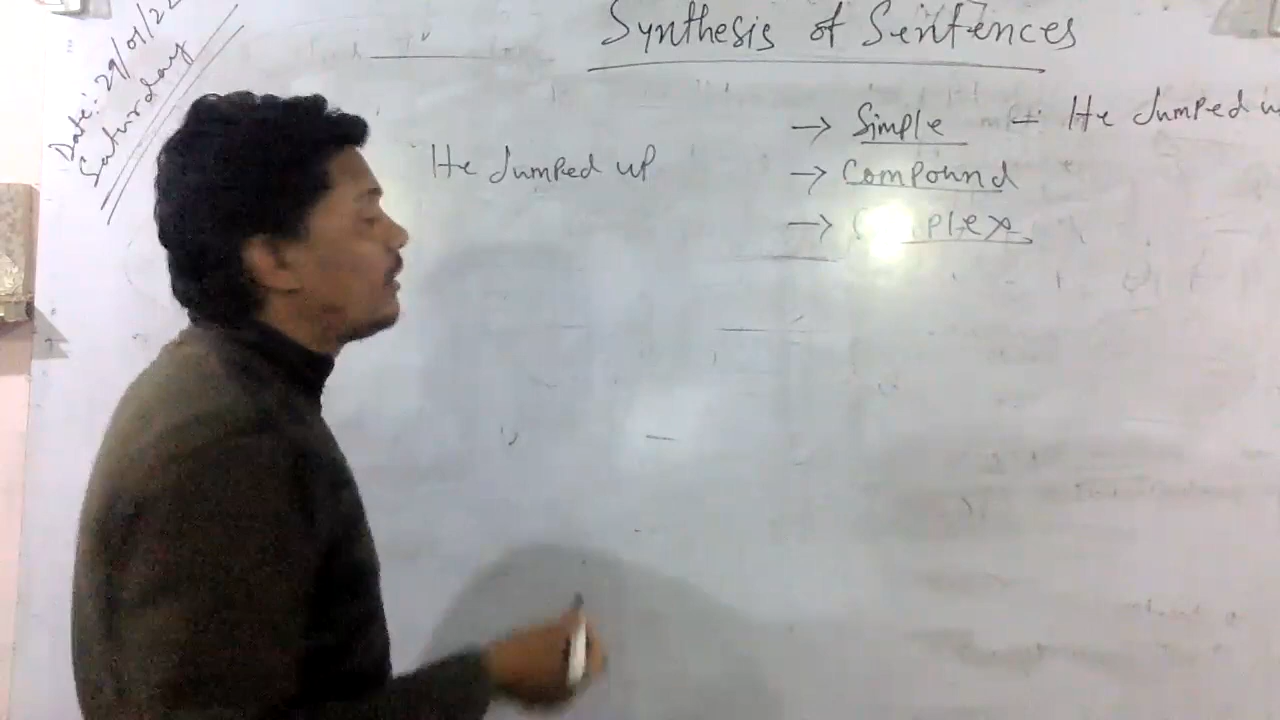 Synthesis of Sentences
Date: 29/01/22
Saturday
He Jumped up
→ Simple → He Jumped
→ Compound
→ plex